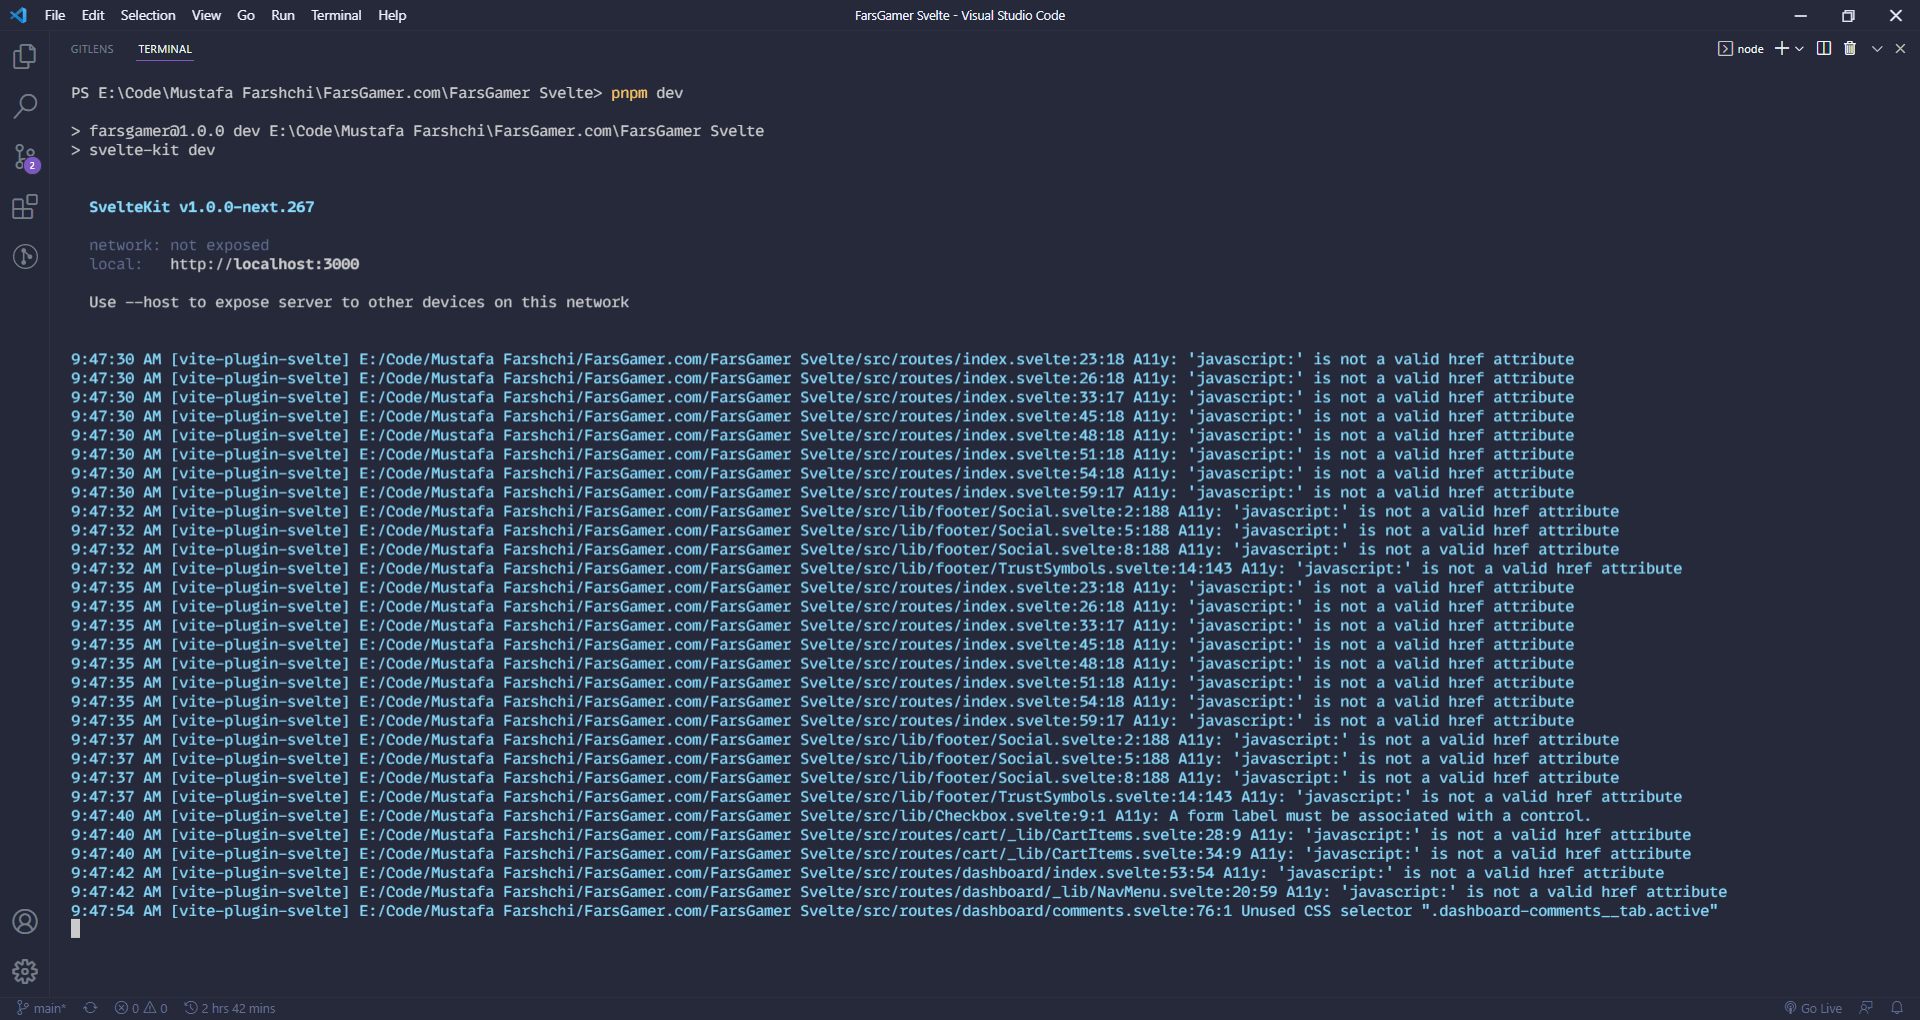 File Edit Selection View Go Run Terminal Help
FarsGamer Svelte - Visual Studio Code
GITLENS TERMINAL
node
PS E:\Code\Mustafa Farshchi\FarsGamer.com\FarsGamer Svelte> pnpm dev
> farsgamer@1.0.0 dev E:\Code\Mustafa Farshchi\FarsGamer.com\FarsGamer Svelte
> svelte-kit dev
2
SvelteKit v1.0.0-next.267
network: not exposed
local: http://localhost:3000
Use --host to expose server to other devices on this network
9:47:30 AM [vite-plugin-svelte] E:/Code/Mustafa Farshchi/FarsGamer.com/FarsGamer Svelte/src/routes/index.svelte:23:18 A11y: 'javascript:' is not a valid href attribute
9:47:30 AM [vite-plugin-svelte] E:/Code/Mustafa Farshchi/FarsGamer.com/FarsGamer Svelte/src/routes/index.svelte:26:18 A11y: 'javascript:' is not a valid href attribute
9:47:30 AM [vite-plugin-svelte] E:/Code/Mustafa Farshchi/FarsGamer.com/FarsGamer Svelte/src/routes/index.svelte:33:17 A11y: 'javascript:' is not a valid href attribute
9:47:30 AM [vite-plugin-svelte] E:/Code/Mustafa Farshchi/FarsGamer.com/FarsGamer Svelte/src/routes/index.svelte:45:18 A11y: 'javascript:' is not a valid href attribute
9:47:30 AM [vite-plugin-svelte] E:/Code/Mustafa Farshchi/FarsGamer.com/FarsGamer Svelte/src/routes/index.svelte:48:18 A11y: 'javascript:' is not a valid href attribute
9:47:30 AM [vite-plugin-svelte] E:/Code/Mustafa Farshchi/FarsGamer.com/FarsGamer Svelte/src/routes/index.svelte:51:18 A11y: 'javascript:' is not a valid href attribute
9:47:30 AM [vite-plugin-svelte] E:/Code/Mustafa Farshchi/FarsGamer.com/FarsGamer Svelte/src/routes/index.svelte:54:18 A11y: 'javascript:' is not a valid href attribute
9:47:30 AM [vite-plugin-svelte] E:/Code/Mustafa Farshchi/FarsGamer.com/FarsGamer Svelte/src/routes/index.svelte:59:17 A11y: 'javascript:' is not a valid href attribute
9:47:32 AM [vite-plugin-svelte] E:/Code/Mustafa Farshchi/FarsGamer.com/FarsGamer Svelte/src/lib/footer/Social.svelte:2:188 A11y: 'javascript:' is not a valid href attribute
9:47:32 AM [vite-plugin-svelte] E:/Code/Mustafa Farshchi/FarsGamer.com/FarsGamer Svelte/src/lib/footer/Social.svelte:5:188 A11y: 'javascript:' is not a valid href attribute
9:47:32 AM [vite-plugin-svelte] E:/Code/Mustafa Farshchi/FarsGamer.com/FarsGamer Svelte/src/lib/footer/Social.svelte:8:188 A11y: 'javascript:' is not a valid href attribute
9:47:32 AM [vite-plugin-svelte] E:/Code/Mustafa Farshchi/FarsGamer.com/FarsGamer Svelte/src/lib/footer/TrustSymbols.svelte:14:143 A11y: 'javascript:' is not a valid href attribute
9:47:35 AM [vite-plugin-svelte] E:/Code/Mustafa Farshchi/FarsGamer.com/FarsGamer Svelte/src/routes/index.svelte:23:18 A11y: 'javascript:' is not a valid href attribute
9:47:35 AM [vite-plugin-svelte] E:/Code/Mustafa Farshchi/FarsGamer.com/FarsGamer Svelte/src/routes/index.svelte:26:18 A11y: 'javascript:' is not a valid href attribute
9:47:35 AM [vite-plugin-svelte] E:/Code/Mustafa Farshchi/FarsGamer.com/FarsGamer Svelte/src/routes/index.svelte:33:17 A11y: 'javascript:' is not a valid href attribute
9:47:35 AM [vite-plugin-svelte] E:/Code/Mustafa Farshchi/FarsGamer.com/FarsGamer Svelte/src/routes/index.svelte:45:18 A11y: 'javascript:' is not a valid href attribute
9:47:35 AM [vite-plugin-svelte] E:/Code/Mustafa Farshchi/FarsGamer.com/FarsGamer Svelte/src/routes/index.svelte:48:18 A11y: 'javascript:' is not a valid href attribute
9:47:35 AM [vite-plugin-svelte] E:/Code/Mustafa Farshchi/FarsGamer.com/FarsGamer Svelte/src/routes/index.svelte:51:18 A11y: 'javascript:' is not a valid href attribute
9:47:35 AM [vite-plugin-svelte] E:/Code/Mustafa Farshchi/FarsGamer.com/FarsGamer Svelte/src/routes/index.svelte:54:18 A11y: 'javascript:' is not a valid href attribute
9:47:35 AM [vite-plugin-svelte] E:/Code/Mustafa Farshchi/FarsGamer.com/FarsGamer Svelte/src/routes/index.svelte:59:17 A11y: 'javascript:' is not a valid href attribute
9:47:37 AM [vite-plugin-svelte] E:/Code/Mustafa Farshchi/FarsGamer.com/FarsGamer Svelte/src/lib/footer/Social.svelte:2:188 A11y: 'javascript:' is not a valid href attribute
9:47:37 AM [vite-plugin-svelte] E:/Code/Mustafa Farshchi/FarsGamer.com/FarsGamer Svelte/src/lib/footer/Social.svelte:5:188 A11y: 'javascript:' is not a valid href attribute
9:47:37 AM [vite-plugin-svelte] E:/Code/Mustafa Farshchi/FarsGamer.com/FarsGamer Svelte/src/lib/footer/Social.svelte:8:188 A11y: 'javascript:' is not a valid href attribute
9:47:37 AM [vite-plugin-svelte] E:/Code/Mustafa Farshchi/FarsGamer.com/FarsGamer Svelte/src/lib/footer/TrustSymbols.svelte:14:143 A11y: 'javascript:' is not a valid href attribute
9:47:40 AM [vite-plugin-svelte] E:/Code/Mustafa Farshchi/FarsGamer.com/FarsGamer Svelte/src/lib/Checkbox.svelte:9:1 A11y: A form label must be associated with a control.
9:47:40 AM [vite-plugin-svelte] E:/Code/Mustafa Farshchi/FarsGamer.com/FarsGamer Svelte/src/routes/cart/_lib/CartItems.svelte:28:9 A11y: 'javascript:' is not a valid href attribute
9:47:40 AM [vite-plugin-svelte] E:/Code/Mustafa Farshchi/FarsGamer.com/FarsGamer Svelte/src/routes/cart/_lib/CartItems.svelte:34:9 A11y: 'javascript:' is not a valid href attribute
9:47:42 AM [vite-plugin-svelte] E:/Code/Mustafa Farshchi/FarsGamer.com/FarsGamer Svelte/src/routes/dashboard/index.svelte:53:54 A11y: 'javascript:' is not a valid href attribute
9:47:42 AM [vite-plugin-svelte] E:/Code/Mustafa Farshchi/FarsGamer.com/FarsGamer Svelte/src/routes/dashboard/_lib/NavMenu.svelte:20:59 A11y: 'javascript:' is not a valid href attribute
9:47:54 AM [vite-plugin-svelte] E:/Code/Mustafa Farshchi/FarsGamer.com/FarsGamer Svelte/src/routes/dashboard/comments.svelte:76:1 Unused CSS selector ".dashboard-comments__tab.active"
main* 0 0 2 hrs 42 mins
Go Live